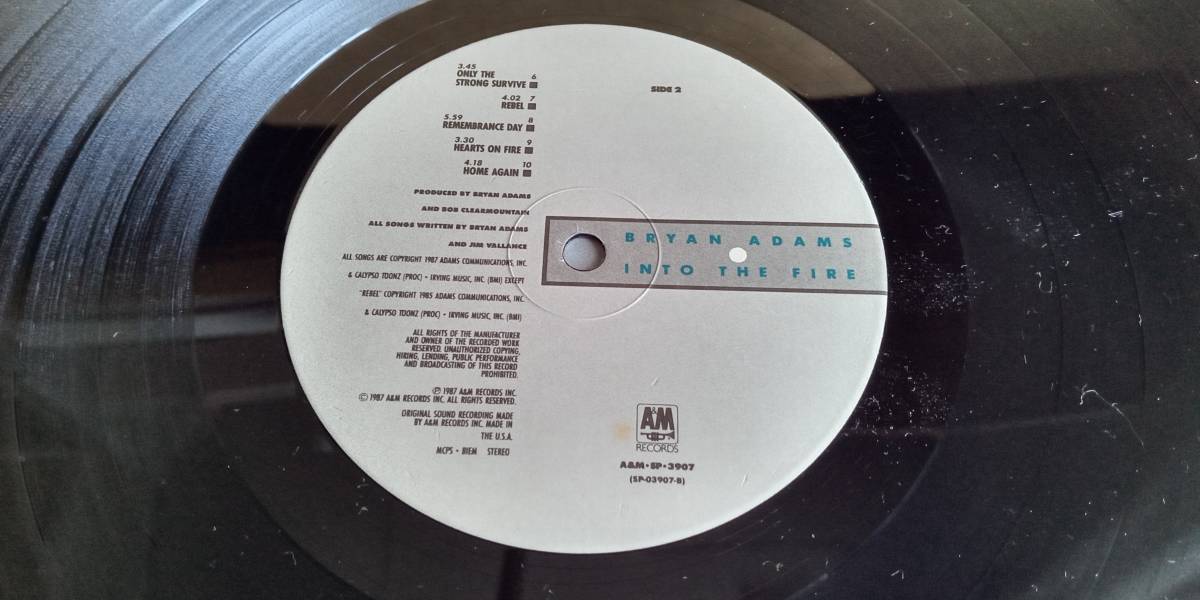 3.45
ONLY THE 6
STRONG SURVIVE
4.02 7
REBEL
5.59 8
REMEMBRANCE DAY
3.30 9
HEARTS ON FIRE
4.18 10
HOME AGAIN
PRODUCED BY BRYAN ADAMS
AND BOB CLEARMOUNTAIN
ALL SONGS WRITTEN BY BRYAN ADAMS
AND JIM VALLANCE
ALL SONGS ARE COPYRIGHT 1987 ADAMS COMMUNICATIONS, INC.
& CALYPSO TOONZ (PROC) • IRVING MUSIC, INC. (BMI) EXCEPT
"REBEL" COPYRIGHT 1985 ADAMS COMMUNICATIONS, INC.
& CALYPSO TOONZ (PROC) • IRVING MUSIC, INC. (BMI)
ALL RIGHTS OF THE MANUFACTURER
AND OWNER OF THE RECORDED WORK
RESERVED. UNAUTHORIZED COPYING,
HIRING, LENDING, PUBLIC PERFORMANCE
AND BROADCASTING OF THIS RECORD
PROHIBITED.
℗ 1987 A&M RECORDS INC.
© 1987 A&M RECORDS INC. ALL RIGHTS RESERVED.
ORIGINAL SOUND RECORDING MADE
BY A&M RECORDS INC. MADE IN
THE U.S.A.
MCPS • BIEM STEREO
SIDE 2
BRYAN ADAMS
INTO THE FIRE
A&M
RECORDS
A&M•SP•3907
(SP-03907-B)